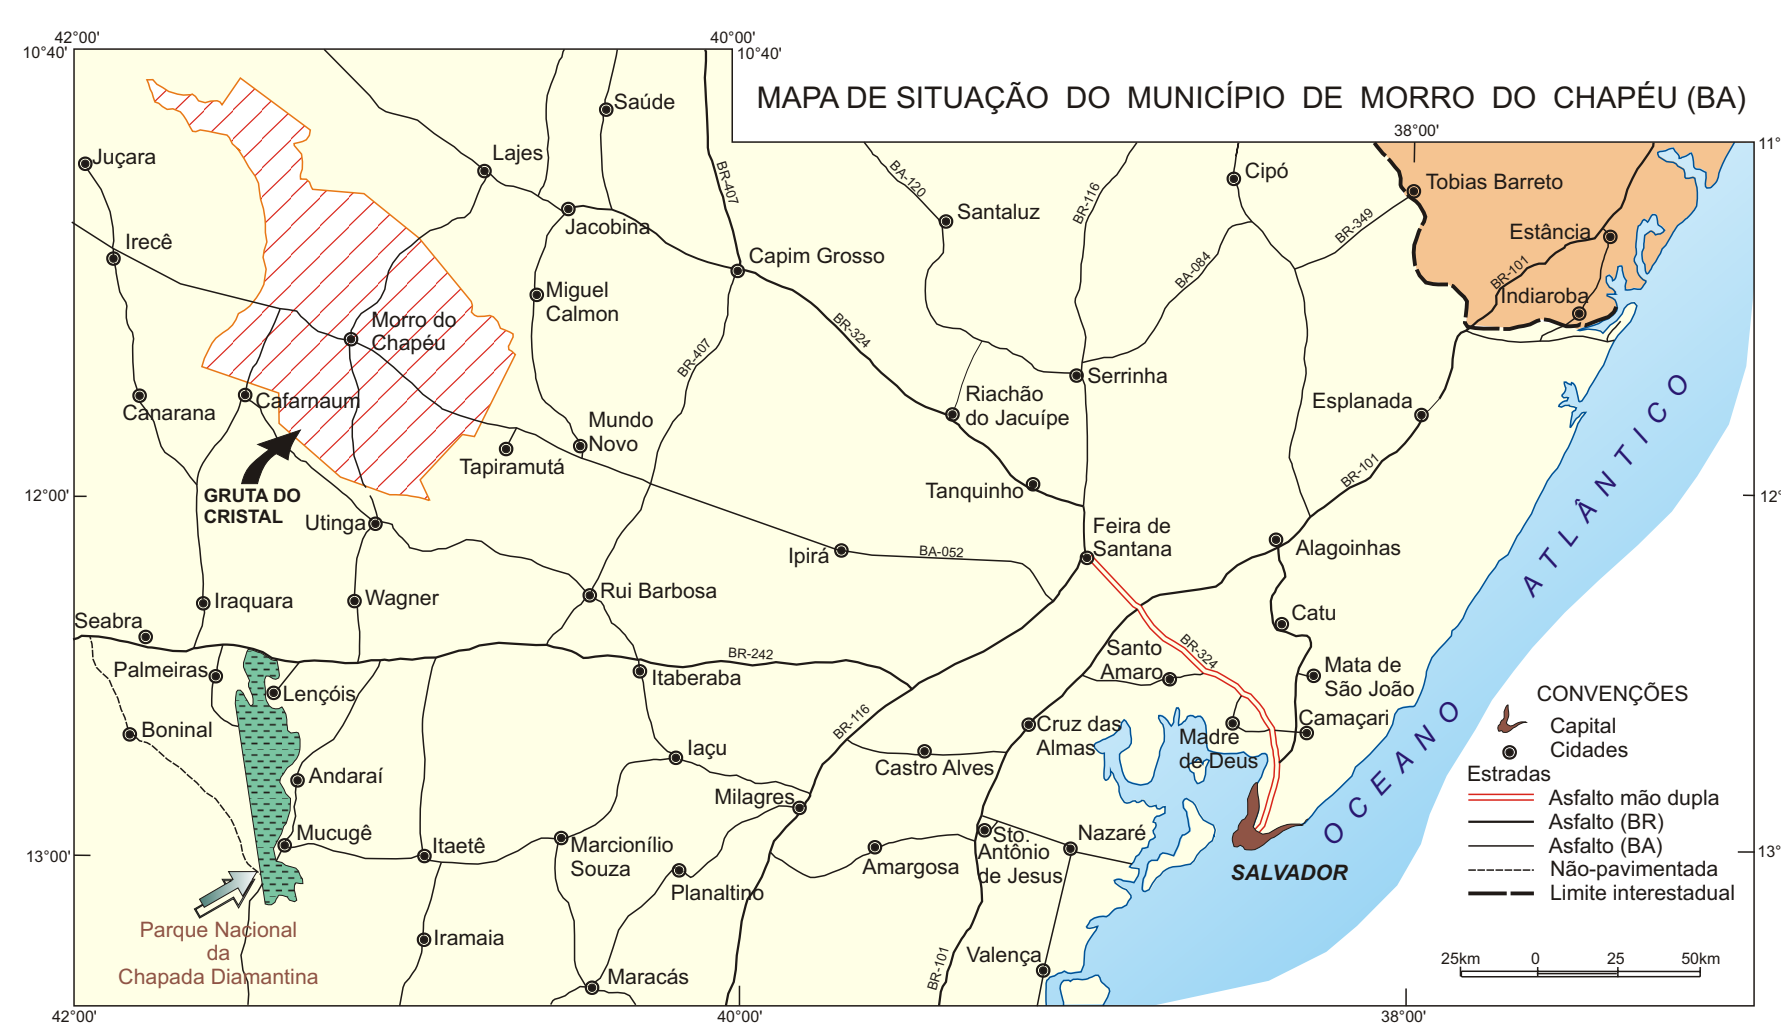 42°00'
40°00'
10°40'
10°40'
MAPA DE SITUAÇÃO DO MUNICÍPIO DE MORRO DO CHAPÉU (BA)
38°00'
11°
Saúde
Juçara
Lajes
BR-407
BA-120
BR-116
Cipó
Tobias Barreto
Santaluz
Jacobina
BR-349
Estância
Irecê
Capim Grosso
BA-084
BR-101
Indiaroba
Miguel
Calmon
Morro do
Chapéu
BR-324
BR-407
Serrinha
Riachão
do Jacuípe
Esplanada
Canarana
Cafarnaum
Mundo
Novo
Tapiramutá
BR-101
GRUTA DO
CRISTAL
12°00'
12°
Tanquinho
Utinga
Feira de
Santana
Ipirá
BA-052
Alagoinhas
ATLÂNTICO
Iraquara
Wagner
Rui Barbosa
Seabra
Catu
BR-242
BR-324
Santo
Amaro
Palmeiras
Lençóis
Itaberaba
Mata de
São João
CONVENÇÕES
Boninal
BR-116
Cruz das
Almas
Madre
de Deus
Camaçari
OCEANO
Capital
Cidades
Iaçu
Castro Alves
Estradas
Andaraí
Milagres
Asfalto mão dupla
Asfalto (BR)
Asfalto (BA)
Não-pavimentada
Limite interestadual
Mucugê
Itaetê
Marcionílio
Souza
Sto.
Antônio
de Jesus
Nazaré
13°00'
13°
Amargosa
SALVADOR
Planaltino
Parque Nacional
da
Chapada Diamantina
Iramaia
Valença
BR-101
25km 0 25 50km
Maracás
42°00'
40°00'
38°00'